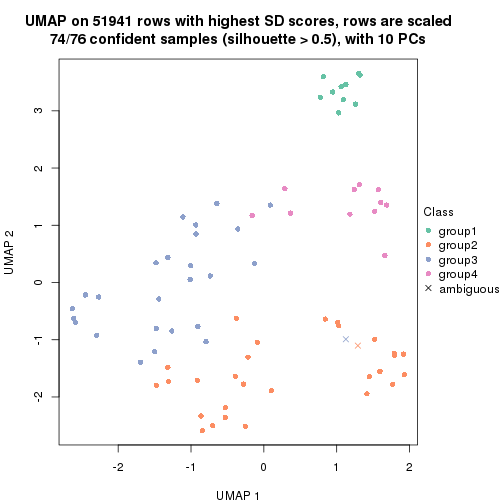 UMAP on 51941 rows with highest SD scores, rows are scaled
74/76 confident samples (silhouette > 0.5), with 10 PCs
3
2
1
0
-1
-2
UMAP 2
-2
-1
0
1
2
UMAP 1
Class
group1
group2
group3
group4
ambiguous